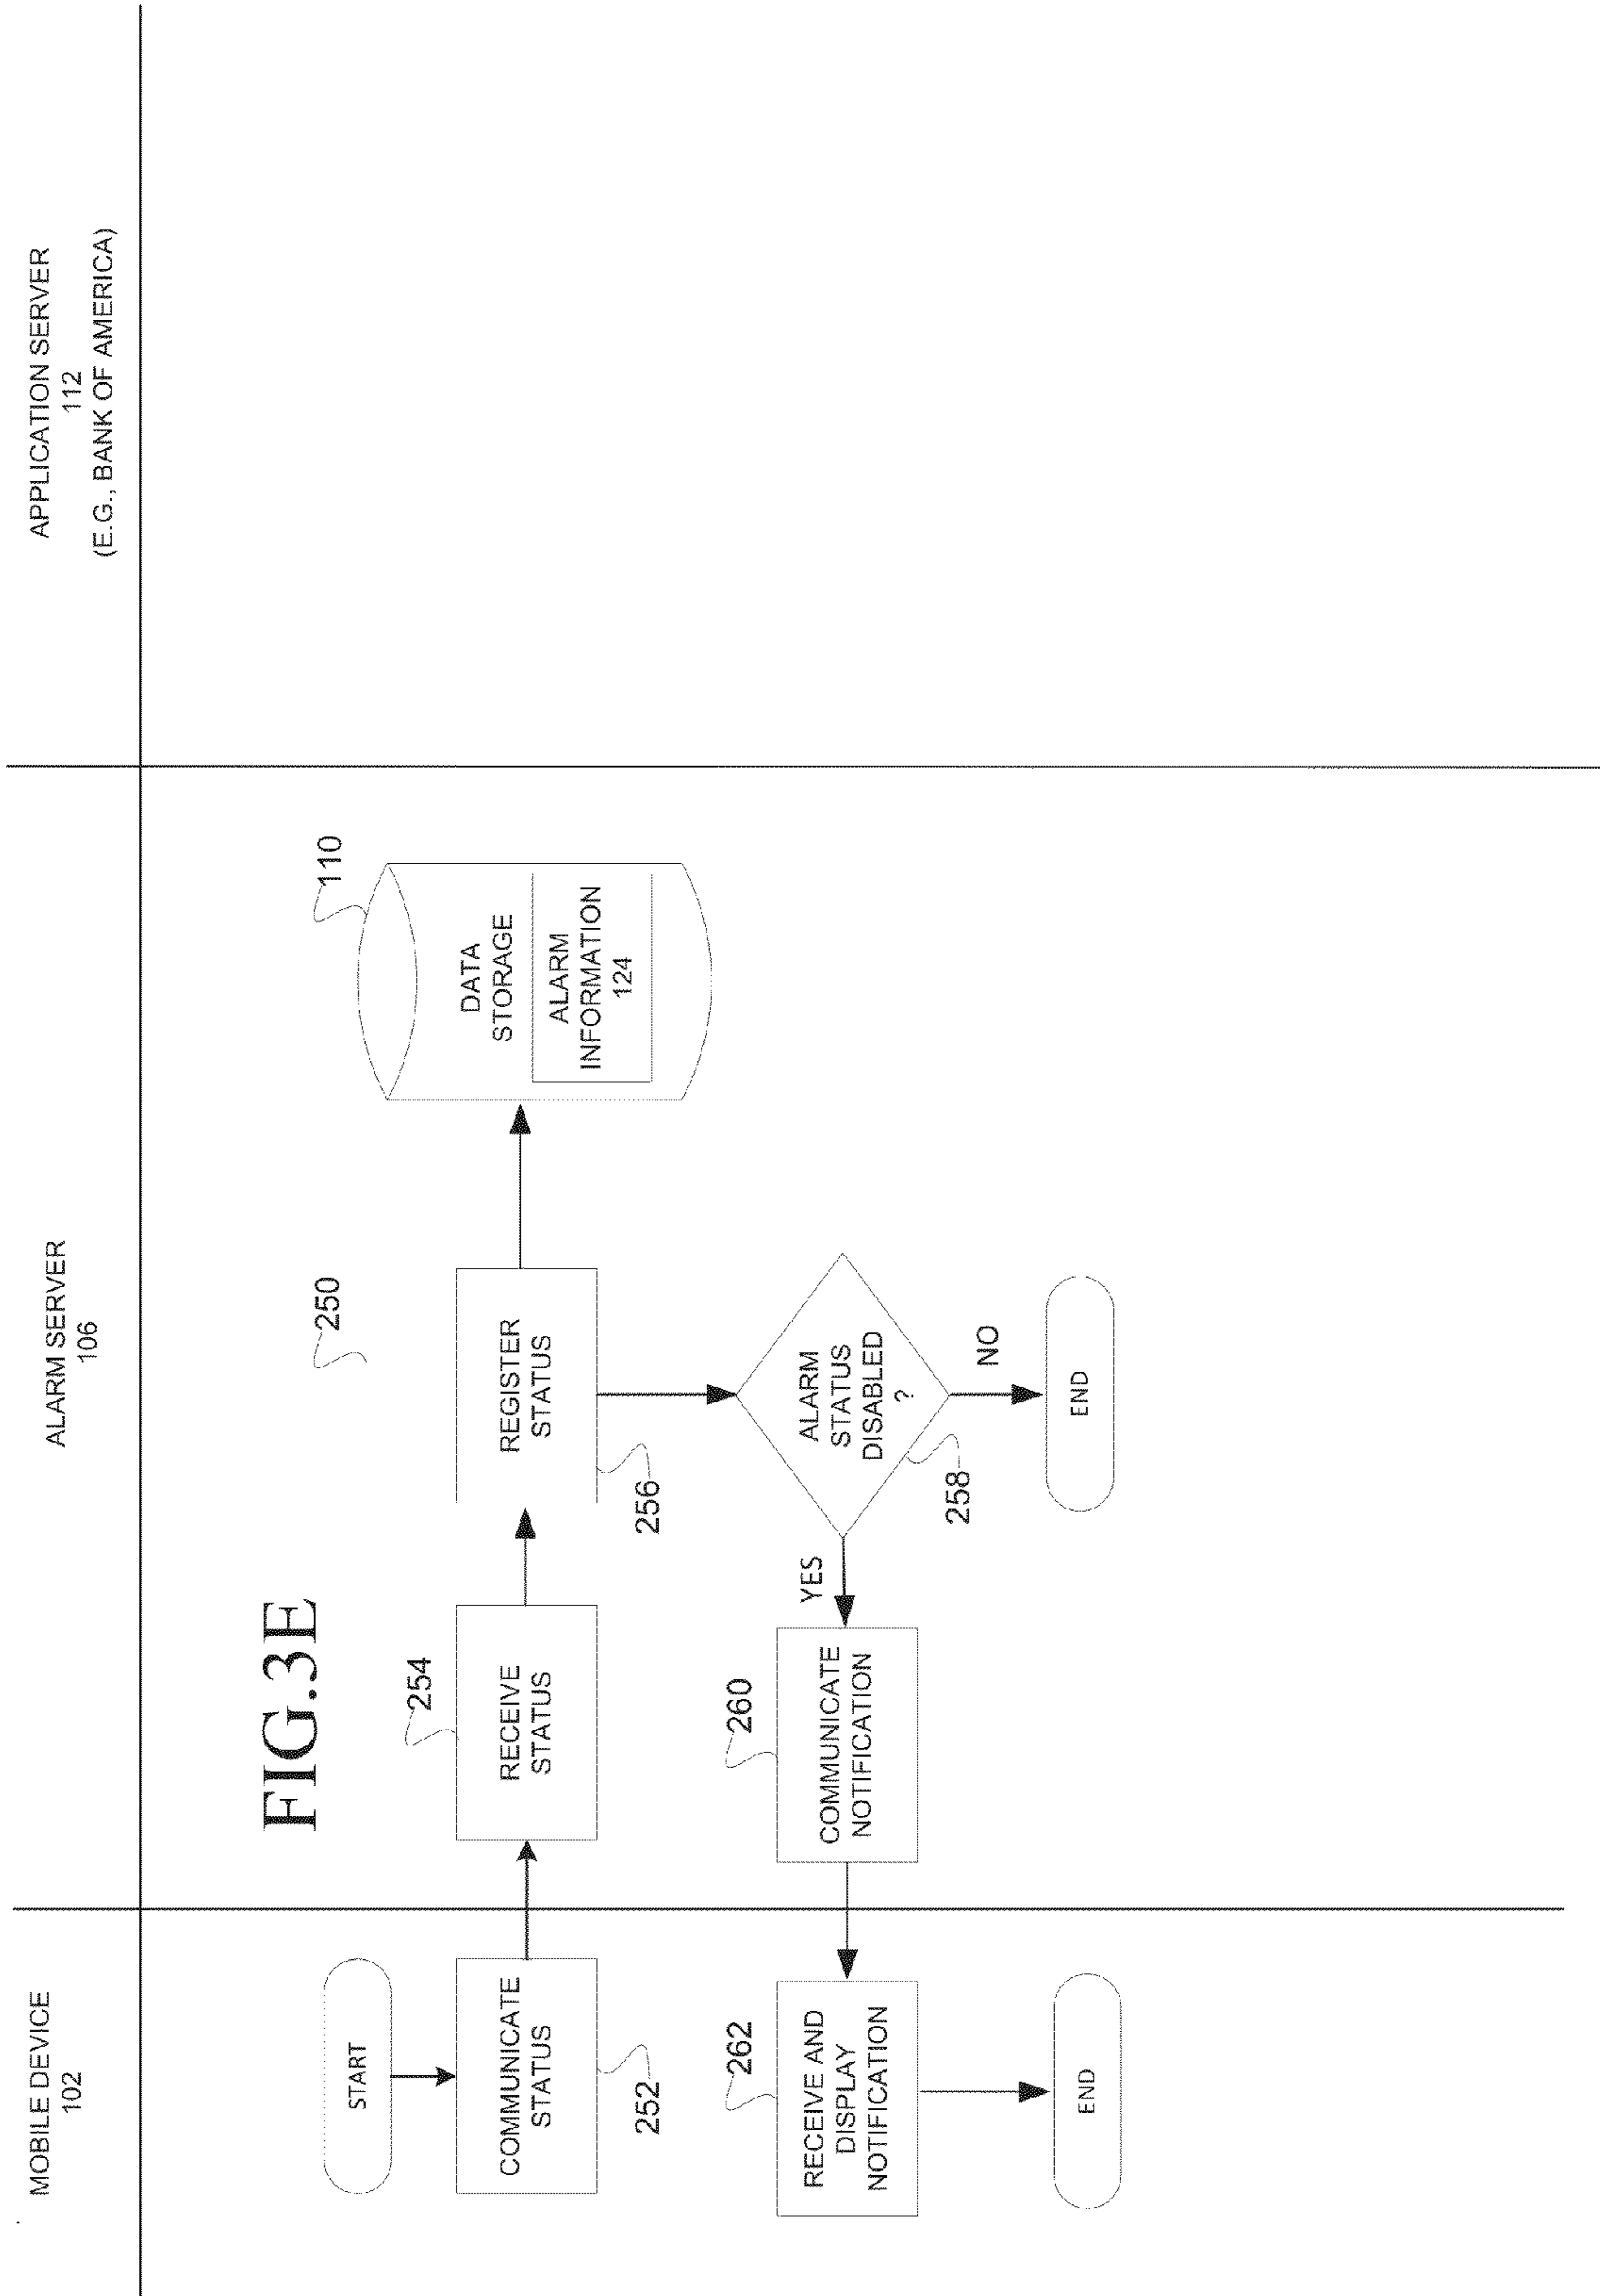 MOBILE DEVICE
102
ALARM SERVER
106
APPLICATION SERVER
112
(E.G., BANK OF AMERICA)
FIG.3E
250
110
START
COMMUNICATE
STATUS
252
254
RECEIVE
STATUS
REGISTER
STATUS
256
DATA
STORAGE
ALARM
INFORMATION
124
262
RECEIVE AND
DISPLAY
NOTIFICATION
260
COMMUNICATE
NOTIFICATION
YES
ALARM
STATUS
DISABLED
?
258
NO
END
END